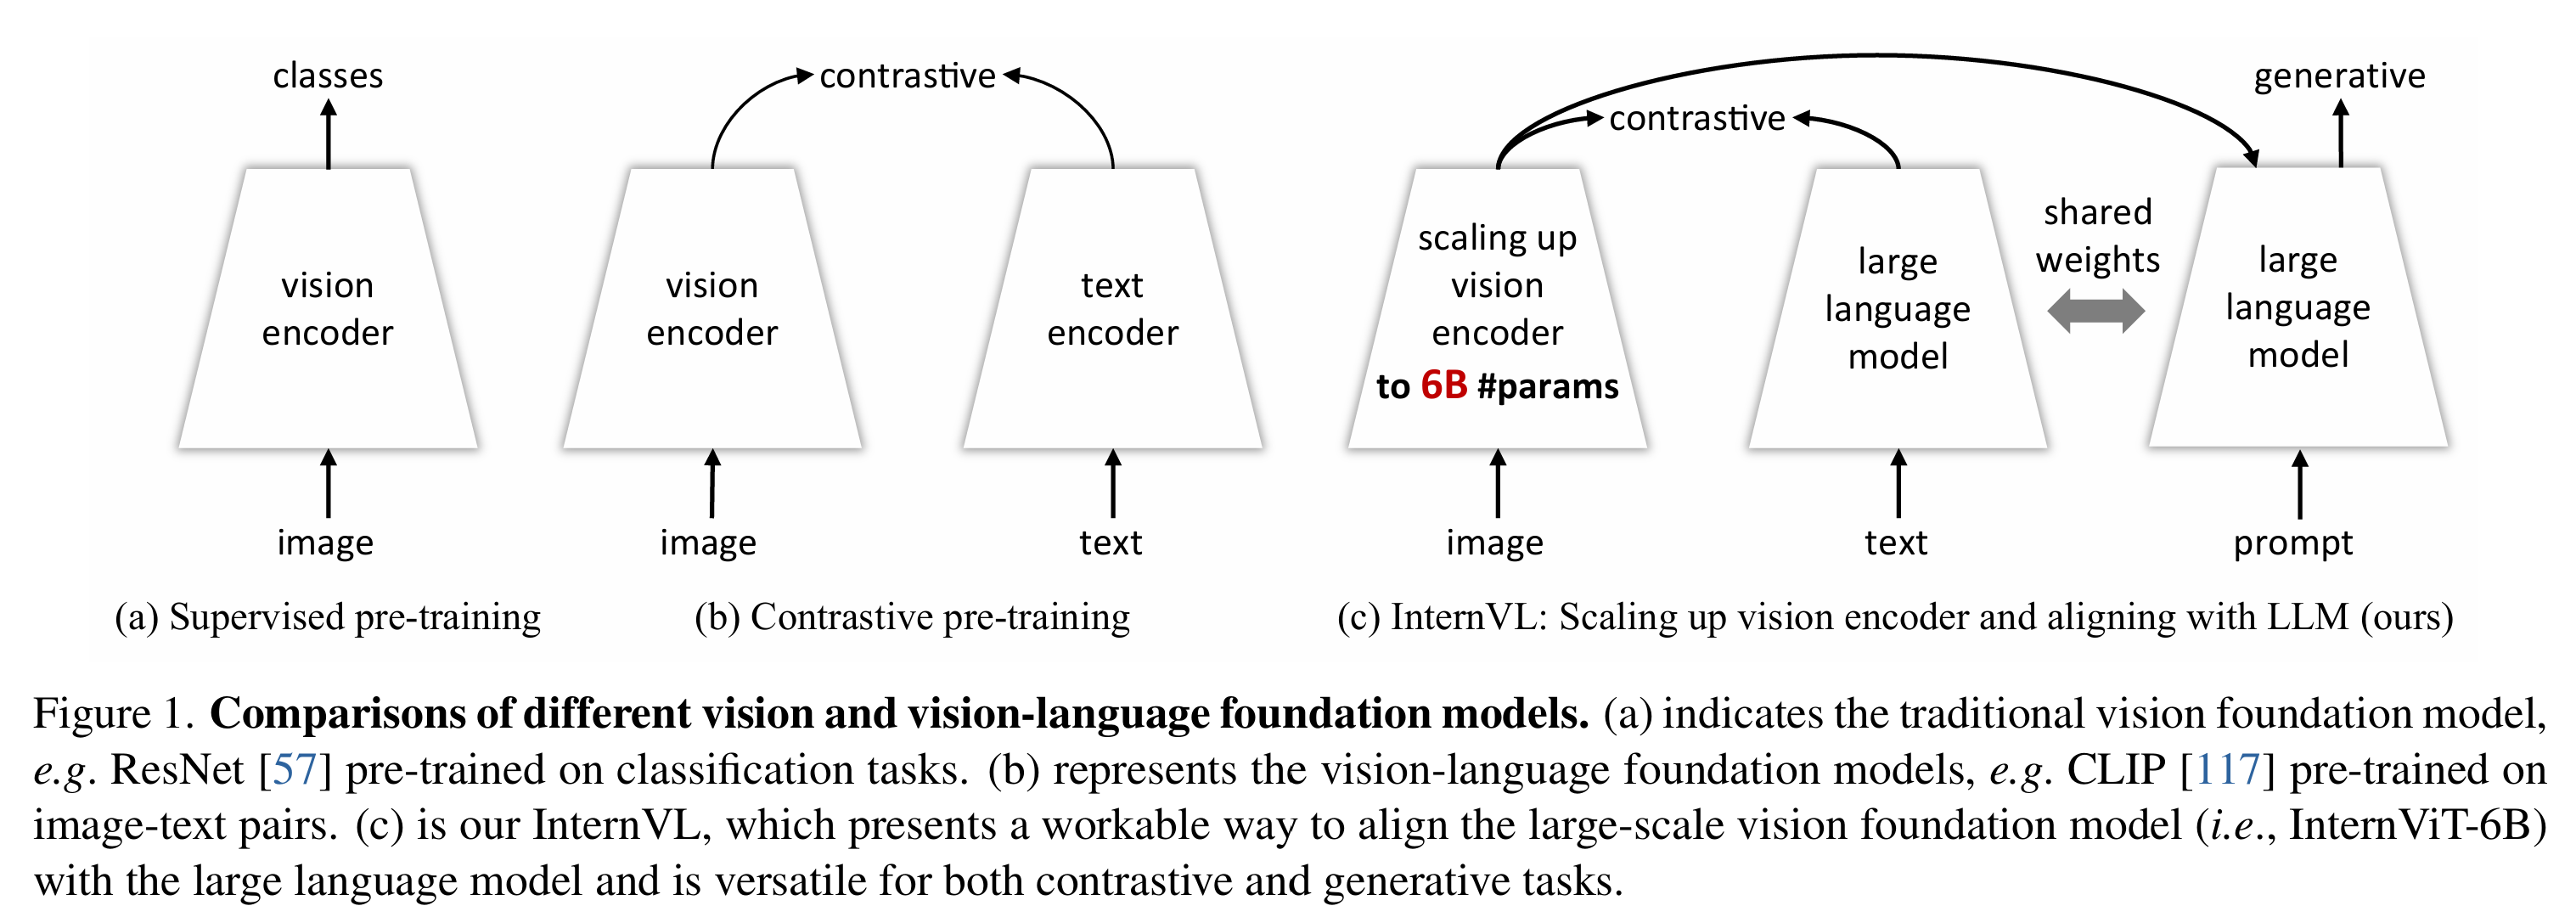 classes
vision
encoder
image
(a) Supervised pre-training
contrastive
vision
encoder
image
text
encoder
text
(b) Contrastive pre-training
contrastive
generative
scaling up
vision
encoder
to 6B #params
image
large
language
model
text
shared
weights
large
language
model
prompt
(c) InternVL: Scaling up vision encoder and aligning with LLM (ours)
Figure 1. Comparisons of different vision and vision-language foundation models. (a) indicates the traditional vision foundation model,
e.g. ResNet [57] pre-trained on classification tasks. (b) represents the vision-language foundation models, e.g. CLIP [117] pre-trained on
image-text pairs. (c) is our InternVL, which presents a workable way to align the large-scale vision foundation model (i.e., InternViT-6B)
with the large language model and is versatile for both contrastive and generative tasks.